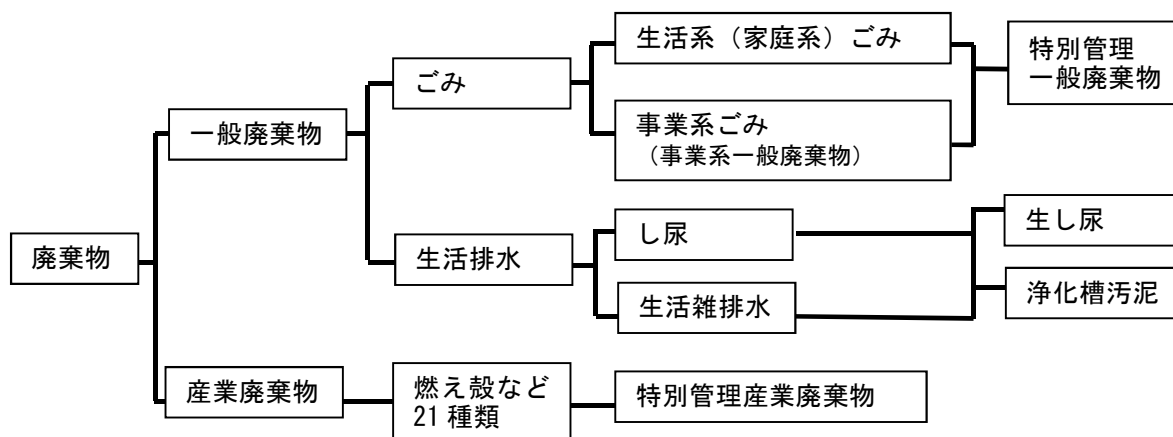 生活系（家庭系）ごみ
特別管理
一般廃棄物
ごみ
一般廃棄物
事業系ごみ
（事業系一般廃棄物）
し尿
生し尿
廃棄物
生活排水
生活雑排水
浄化槽汚泥
産業廃棄物
燃え殻など
21 種類
特別管理産業廃棄物